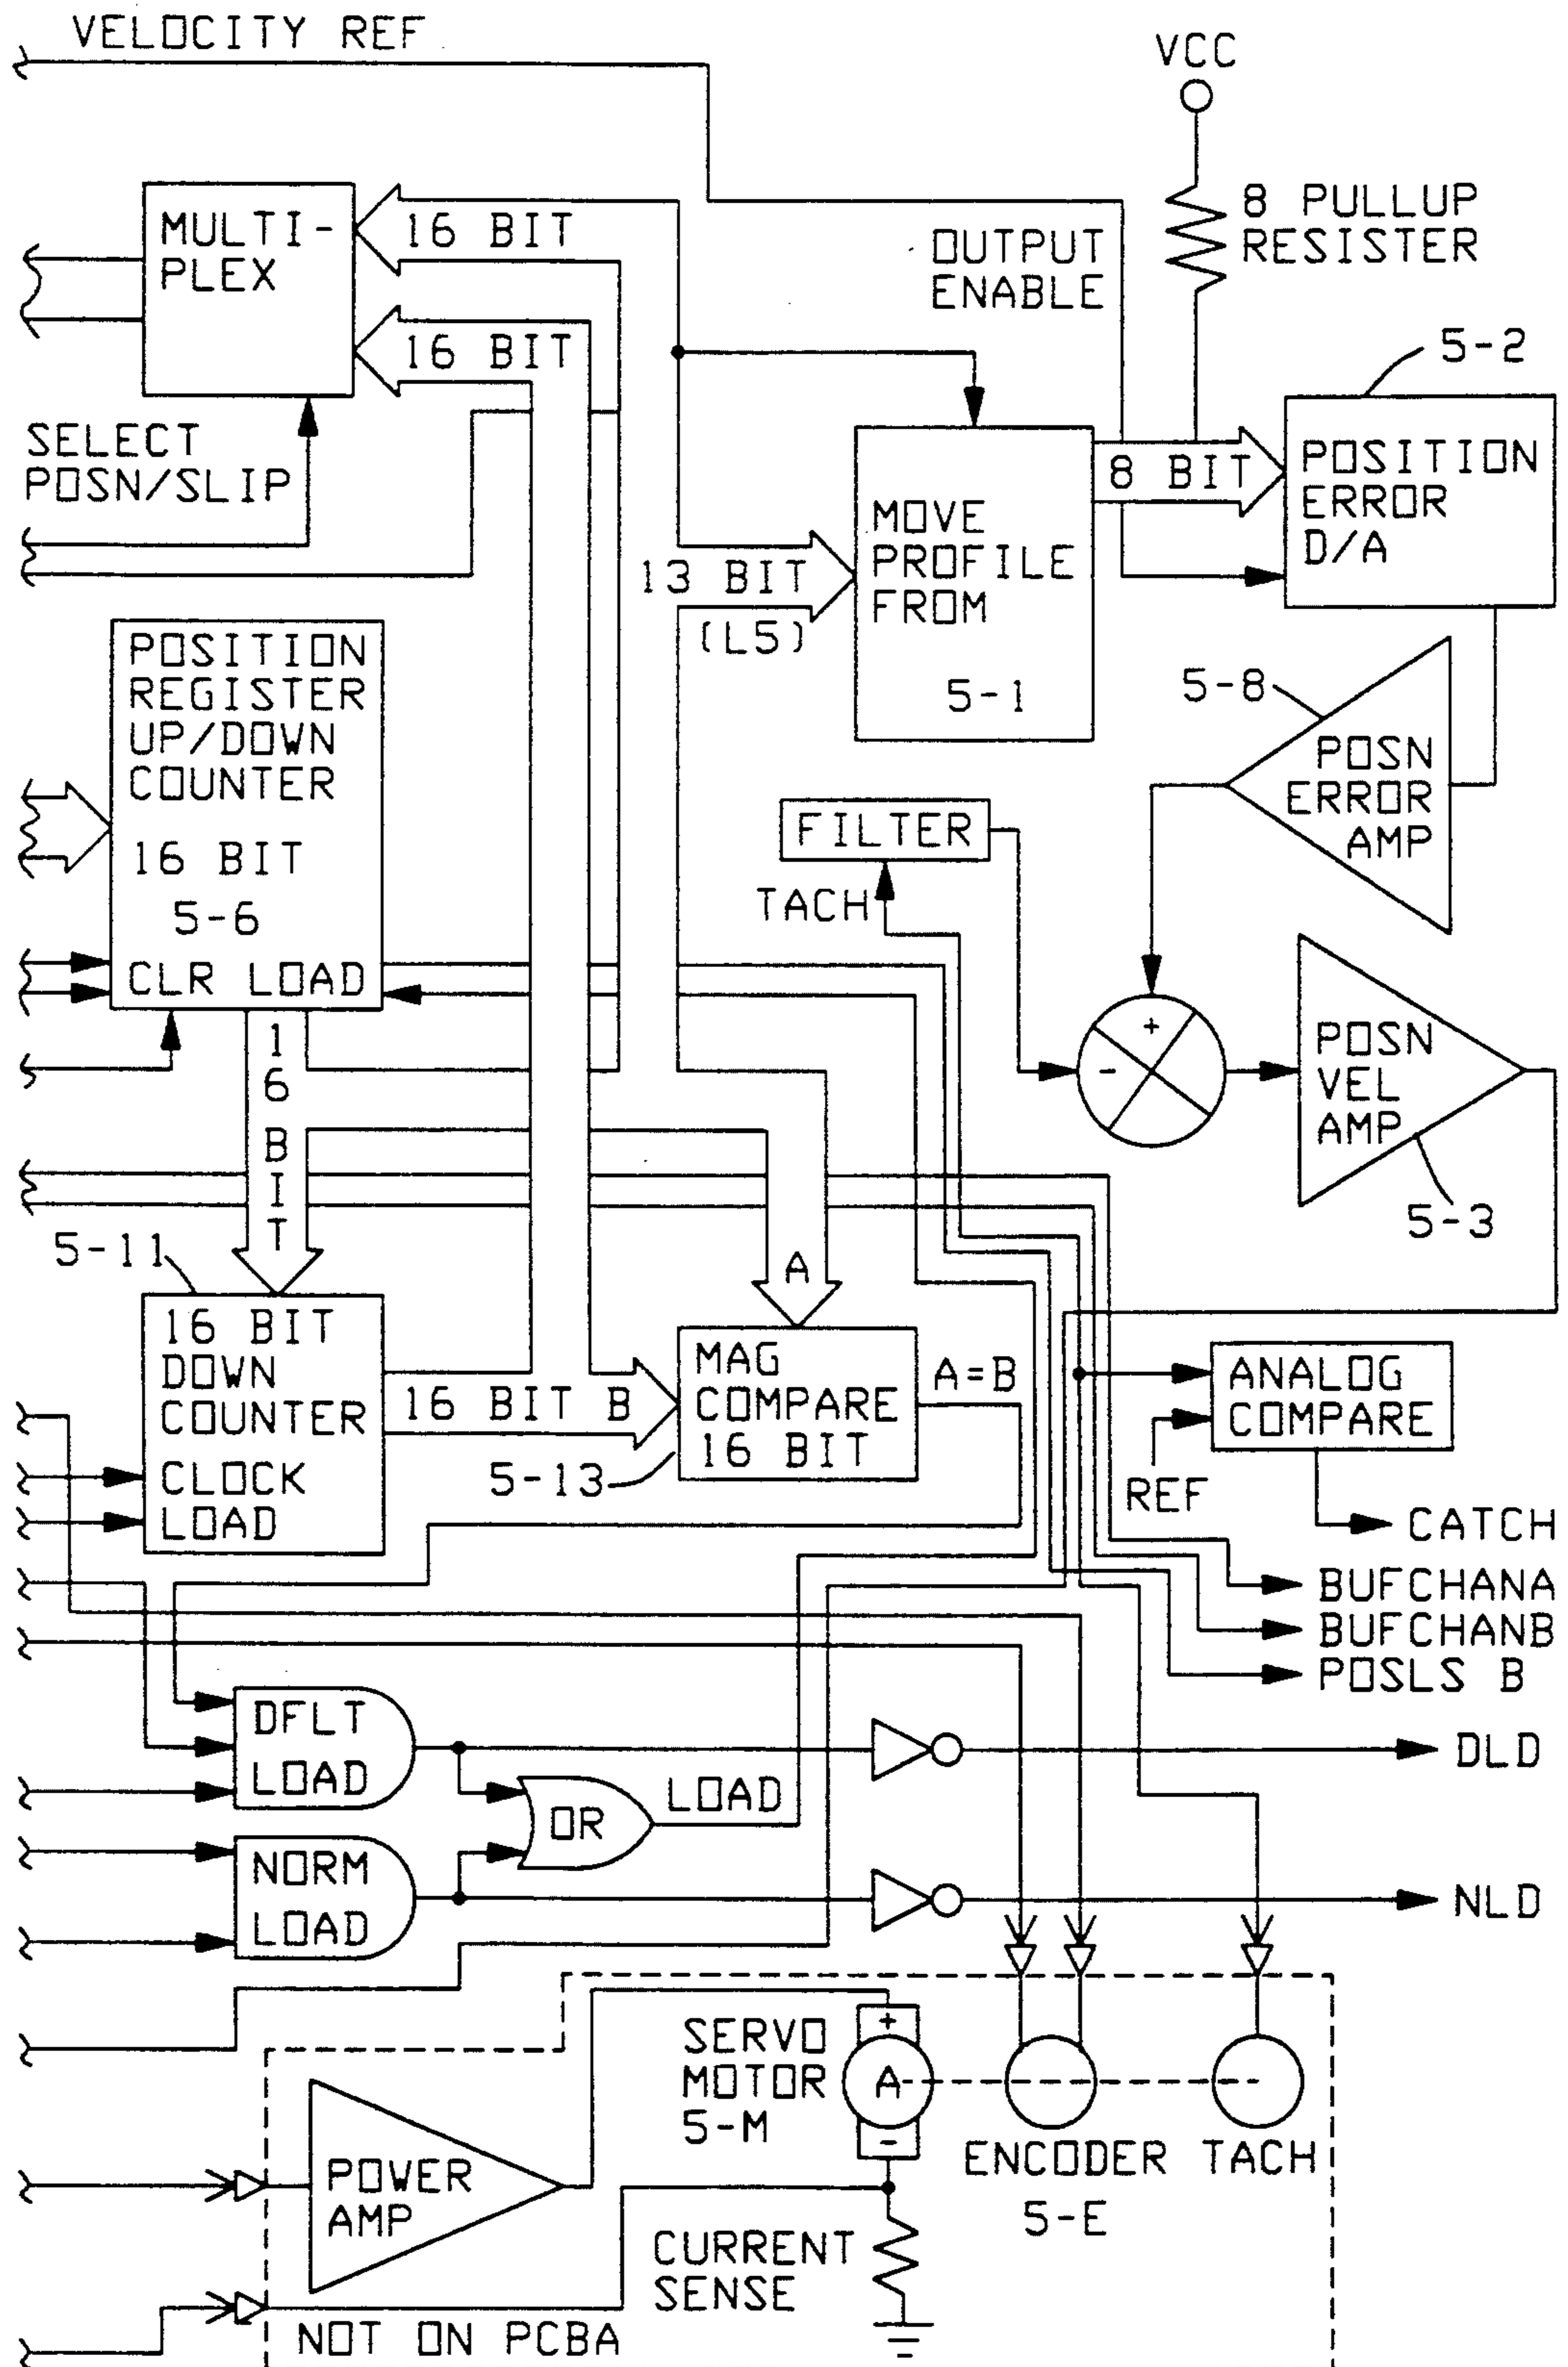 VELOCITY REF
VCC
8 PULLUP
RESISTER
MULTI-
PLEX
16 BIT
16 BIT
OUTPUT
ENABLE
5-2
SELECT
POSN/SLIP
8 BIT
POSITION
ERROR
D/A
MOVE
PROFILE
FROM
5-1
13 BIT
(LS)
POSITION
REGISTER
UP/DOWN
COUNTER
16 BIT
5-6
CLR LOAD
5-8
POSN
ERROR
AMP
FILTER
TACH
+
-
POSN
VEL
AMP
5-3
16 BIT
5-11
A
16 BIT
DOWN
COUNTER
CLOCK
LOAD
16 BIT B
MAG
COMPARE
16 BIT
A=B
5-13
ANALOG
COMPARE
REF
CATCH
BUFCHANA
BUFCHANB
POSLS B
DFLT
LOAD
DLD
OR
LOAD
NORM
LOAD
NLD
SERVO
MOTOR
5-M
+
A
-
ENCODER
5-E
TACH
POWER
AMP
CURRENT
SENSE
NOT ON PCBA